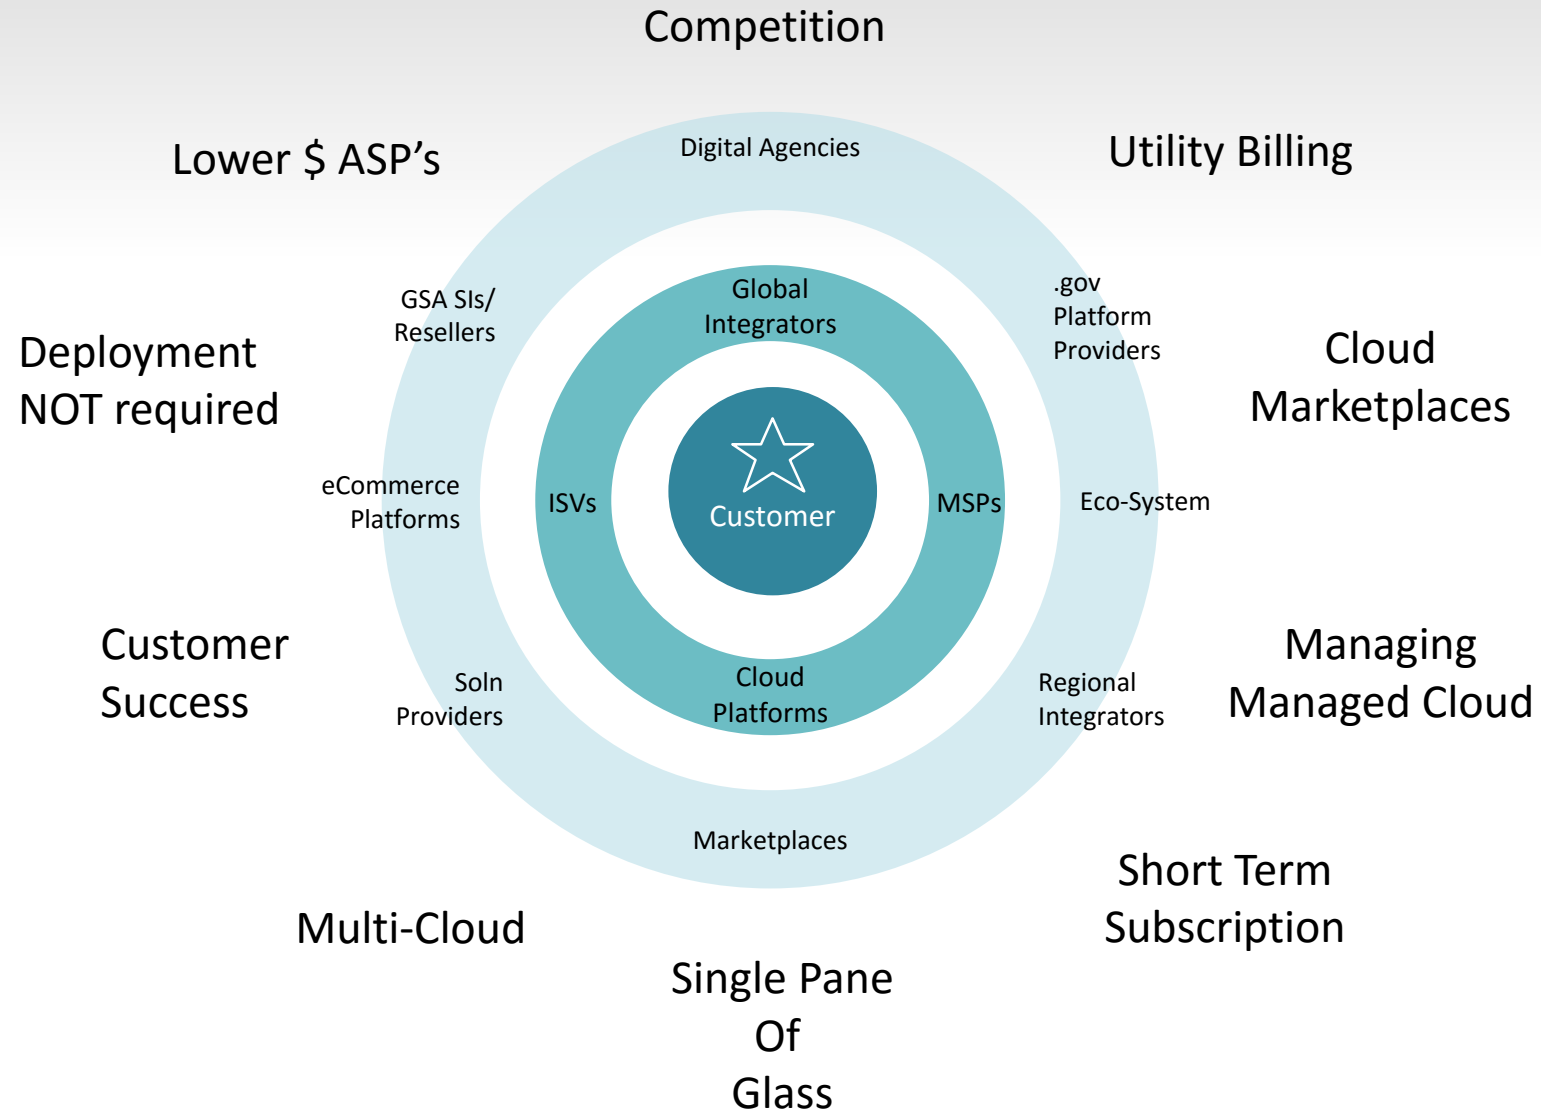 Competition
Lower $ ASP’s
Digital Agencies
Utility Billing
GSA SIs/
Resellers
Global
Integrators
.gov
Platform
Providers
Deployment
NOT required
Cloud
Marketplaces
eCommerce
Platforms
ISVs
Customer
MSPs
Eco-System
Customer
Success
Soln
Providers
Cloud
Platforms
Regional
Integrators
Managing
Managed Cloud
Marketplaces
Multi-Cloud
Short Term
Subscription
Single Pane
Of
Glass